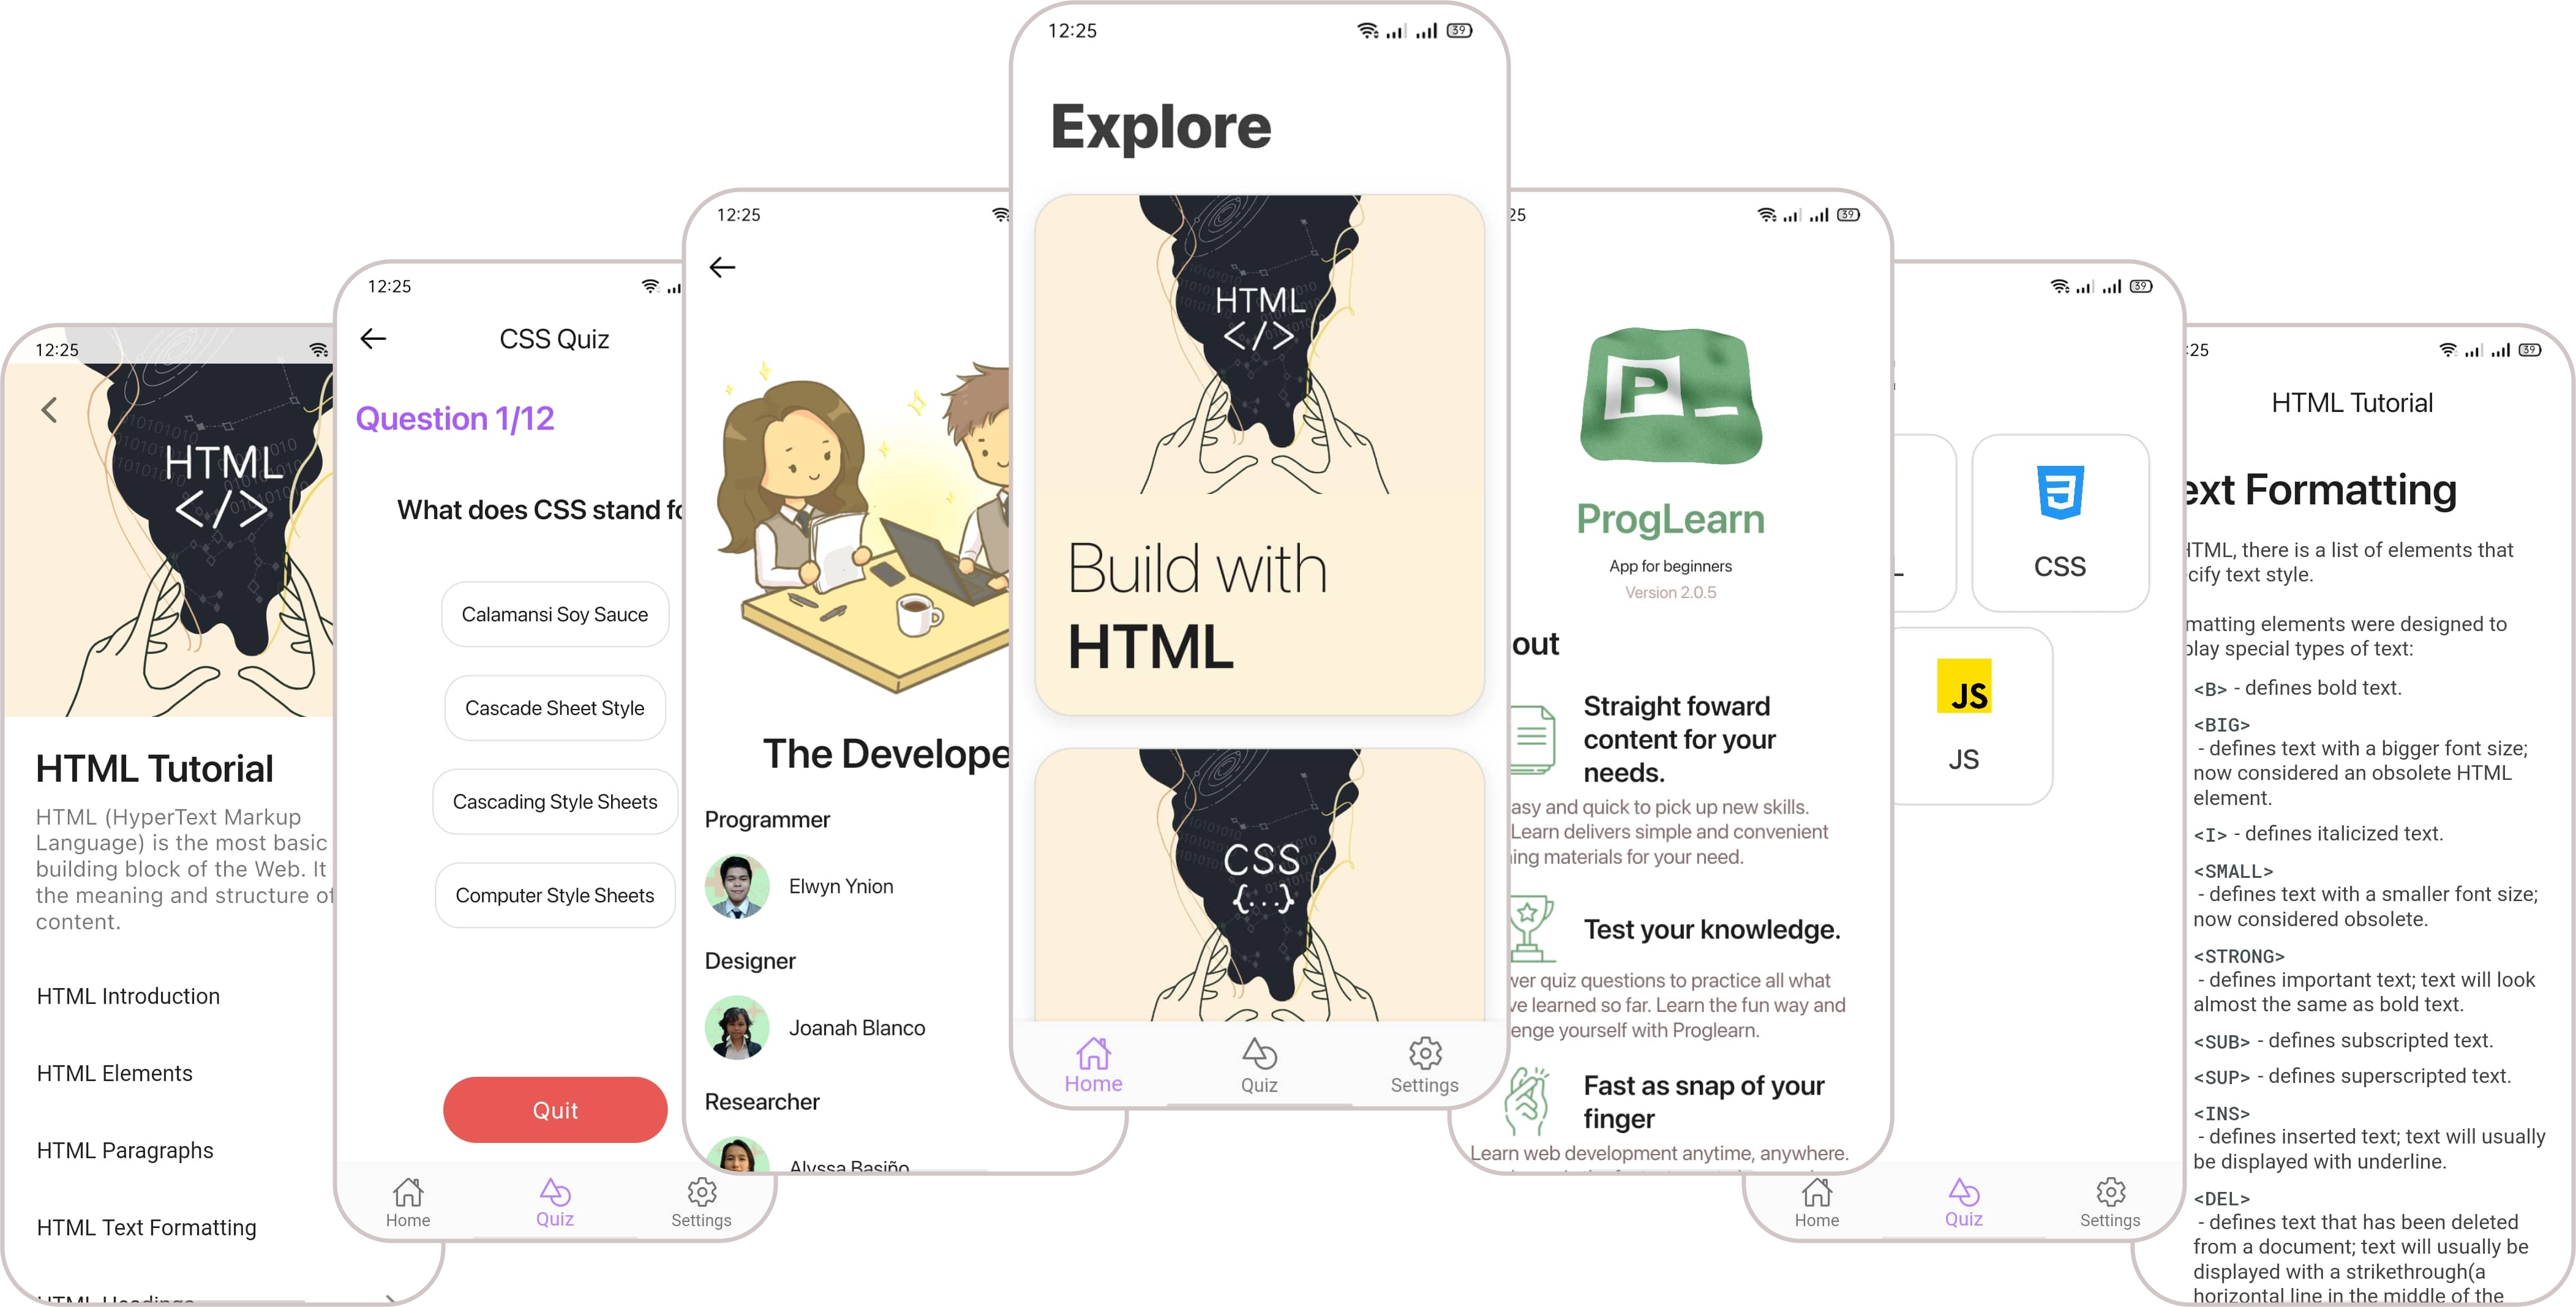 12:25
HTML
</>
HTML Tutorial
HTML (HyperText Markup
Language) is the most basic
building block of the Web. It
the meaning and structure of
content.
HTML Introduction
HTML Elements
HTML Paragraphs
HTML Text Formatting
HTML Headings
12:25
CSS Quiz
Question 1/12
What does CSS stand
Calamansi Soy Sauce
Cascade Sheet Style
Cascading Style Sheets
Computer Style Sheets
Quit
Home
Quiz
Settings
12:25
The
Programmer
Elwyn Ynion
Designer
Joanah Blanco
Researcher
Alyssa Basiño
12:25
39
Explore
HTML
</>
Build with
HTML
CSS
{...}
Home
Quiz
Settings
25
39
P_
ProgLearn
App for beginners
Version 2.0.5
out
Straight foward
content for your
needs.
asy and quick to pick up new skills.
Learn delivers simple and convenient
ing materials for your need.
Test your knowledge.
wer quiz questions to practice all what
ve learned so far. Learn the fun way and
enge yourself with Proglearn.
Fast as snap of your
finger
Learn web development anytime, anywhere.
39
CSS
JS
JS
Home
Quiz
Settings
:25
39
HTML Tutorial
ext Formatting
HTML, there is a list of elements that
cify text style.
matting elements were designed to
play special types of text:
<B> - defines bold text.
<BIG>
- defines text with a bigger font size;
now considered an obsolete HTML
element.
<I> - defines italicized text.
<SMALL>
- defines text with a smaller font size;
now considered obsolete.
<STRONG>
- defines important text; text will look
almost the same as bold text.
<SUB> - defines subscripted text.
<SUP> - defines superscripted text.
<INS>
- defines inserted text; text will usually
be displayed with underline.
<DEL>
- defines text that has been deleted
from a document; text will usually be
displayed with a strikethrough(a
horizontal line in the middle of the